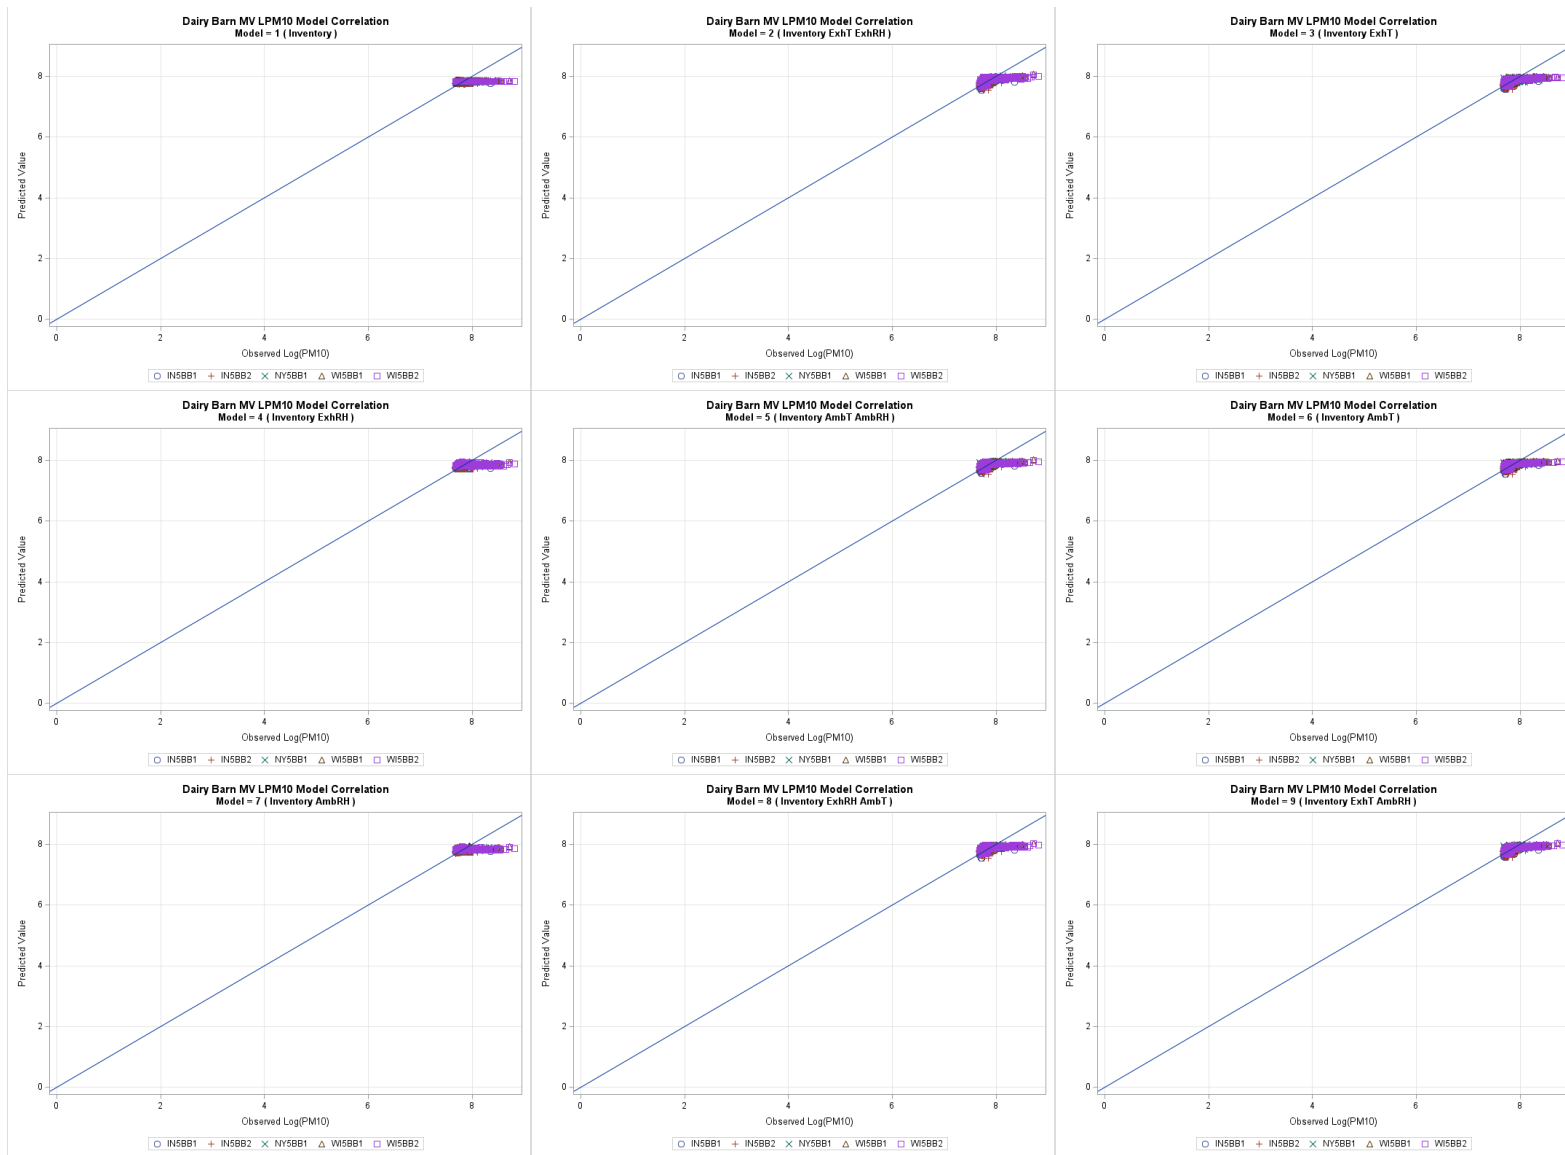 Dairy Barn MV LPM10 Model Correlation
Model = 1 ( Inventory )
8
6
4
2
0
Predicted Value
0 2 4 6 8
Observed Log(PM10)
IN5BB1 IN5BB2 NY5BB1 WI5BB1 WI5BB2
Dairy Barn MV LPM10 Model Correlation
Model = 2 ( Inventory ExhT ExhRH )
8
6
4
2
0
Predicted Value
0 2 4 6 8
Observed Log(PM10)
IN5BB1 IN5BB2 NY5BB1 WI5BB1 WI5BB2
Dairy Barn MV LPM10 Model Correlation
Model = 3 ( Inventory ExhT )
8
6
4
2
0
Predicted Value
0 2 4 6 8
Observed Log(PM10)
IN5BB1 IN5BB2 NY5BB1 WI5BB1 WI5BB2
Dairy Barn MV LPM10 Model Correlation
Model = 4 ( Inventory ExhRH )
8
6
4
2
0
Predicted Value
0 2 4 6 8
Observed Log(PM10)
IN5BB1 IN5BB2 NY5BB1 WI5BB1 WI5BB2
Dairy Barn MV LPM10 Model Correlation
Model = 5 ( Inventory AmbT AmbRH )
8
6
4
2
0
Predicted Value
0 2 4 6 8
Observed Log(PM10)
IN5BB1 IN5BB2 NY5BB1 WI5BB1 WI5BB2
Dairy Barn MV LPM10 Model Correlation
Model = 6 ( Inventory AmbT )
8
6
4
2
0
Predicted Value
0 2 4 6 8
Observed Log(PM10)
IN5BB1 IN5BB2 NY5BB1 WI5BB1 WI5BB2
Dairy Barn MV LPM10 Model Correlation
Model = 7 ( Inventory AmbRH )
8
6
4
2
0
Predicted Value
0 2 4 6 8
Observed Log(PM10)
IN5BB1 IN5BB2 NY5BB1 WI5BB1 WI5BB2
Dairy Barn MV LPM10 Model Correlation
Model = 8 ( Inventory ExhRH AmbT )
8
6
4
2
0
Predicted Value
0 2 4 6 8
Observed Log(PM10)
IN5BB1 IN5BB2 NY5BB1 WI5BB1 WI5BB2
Dairy Barn MV LPM10 Model Correlation
Model = 9 ( Inventory ExhT AmbRH )
8
6
4
2
0
Predicted Value
0 2 4 6 8
Observed Log(PM10)
IN5BB1 IN5BB2 NY5BB1 WI5BB1 WI5BB2